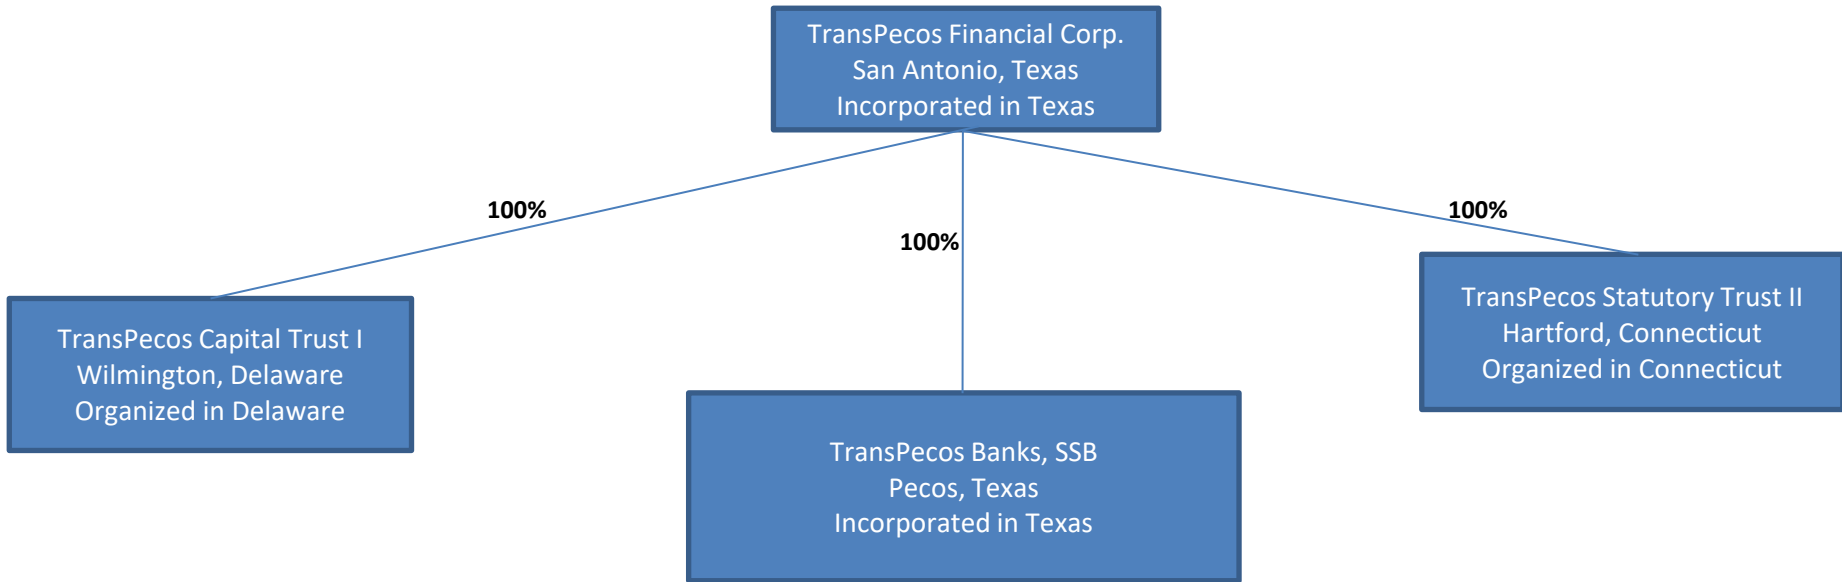 TransPecos Financial Corp.
San Antonio, Texas
Incorporated in Texas
100%
100%
100%
TransPecos Capital Trust I
Wilmington, Delaware
Organized in Delaware
TransPecos Banks, SSB
Pecos, Texas
Incorporated in Texas
TransPecos Statutory Trust II
Hartford, Connecticut
Organized in Connecticut